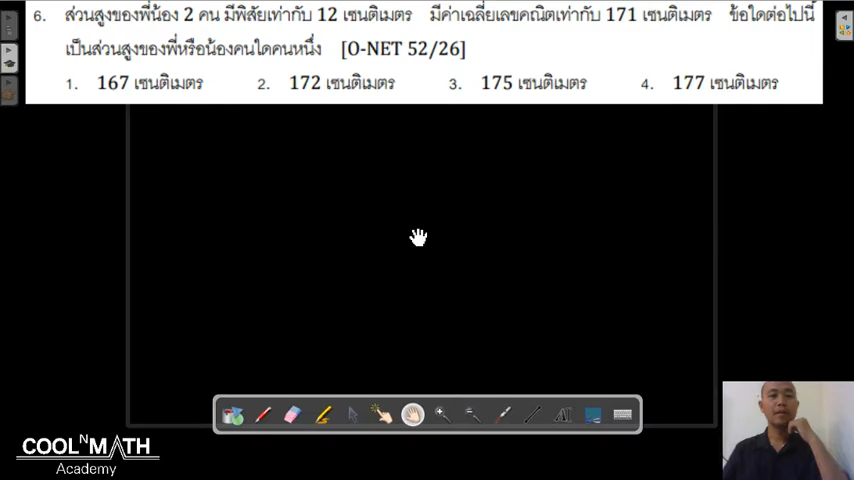 6. ส่วนสูงของพี่น้อง 2 คน มีพิสัยเท่ากับ 12 เซนติเมตร มีค่าเฉลี่ยเลขคณิตเท่ากับ 171 เซนติเมตร ข้อใดต่อไปนี้
เป็นส่วนสูงของพี่หรือน้องคนใดคนหนึ่ง [O-NET 52/26]
1. 167 เซนติเมตร 2. 172 เซนติเมตร 3. 175 เซนติเมตร 4. 177 เซนติเมตร
COOL N MATH
Academy